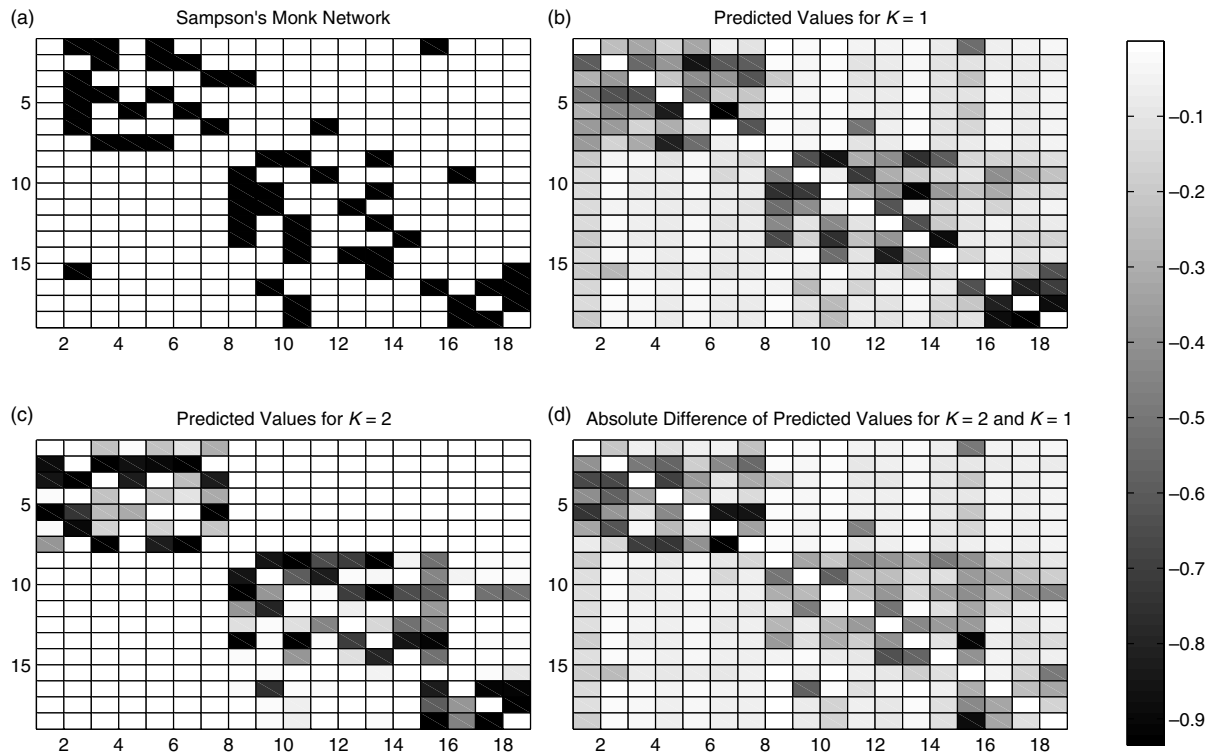 (a) Sampson's Monk Network
5
10
15
2 4 6 8 10 12 14 16 18
(b) Predicted Values for K = 1
5
10
15
2 4 6 8 10 12 14 16 18
(c) Predicted Values for K = 2
5
10
15
2 4 6 8 10 12 14 16 18
(d) Absolute Difference of Predicted Values for K = 2 and K = 1
5
10
15
2 4 6 8 10 12 14 16 18
−0.1
−0.2
−0.3
−0.4
−0.5
−0.6
−0.7
−0.8
−0.9